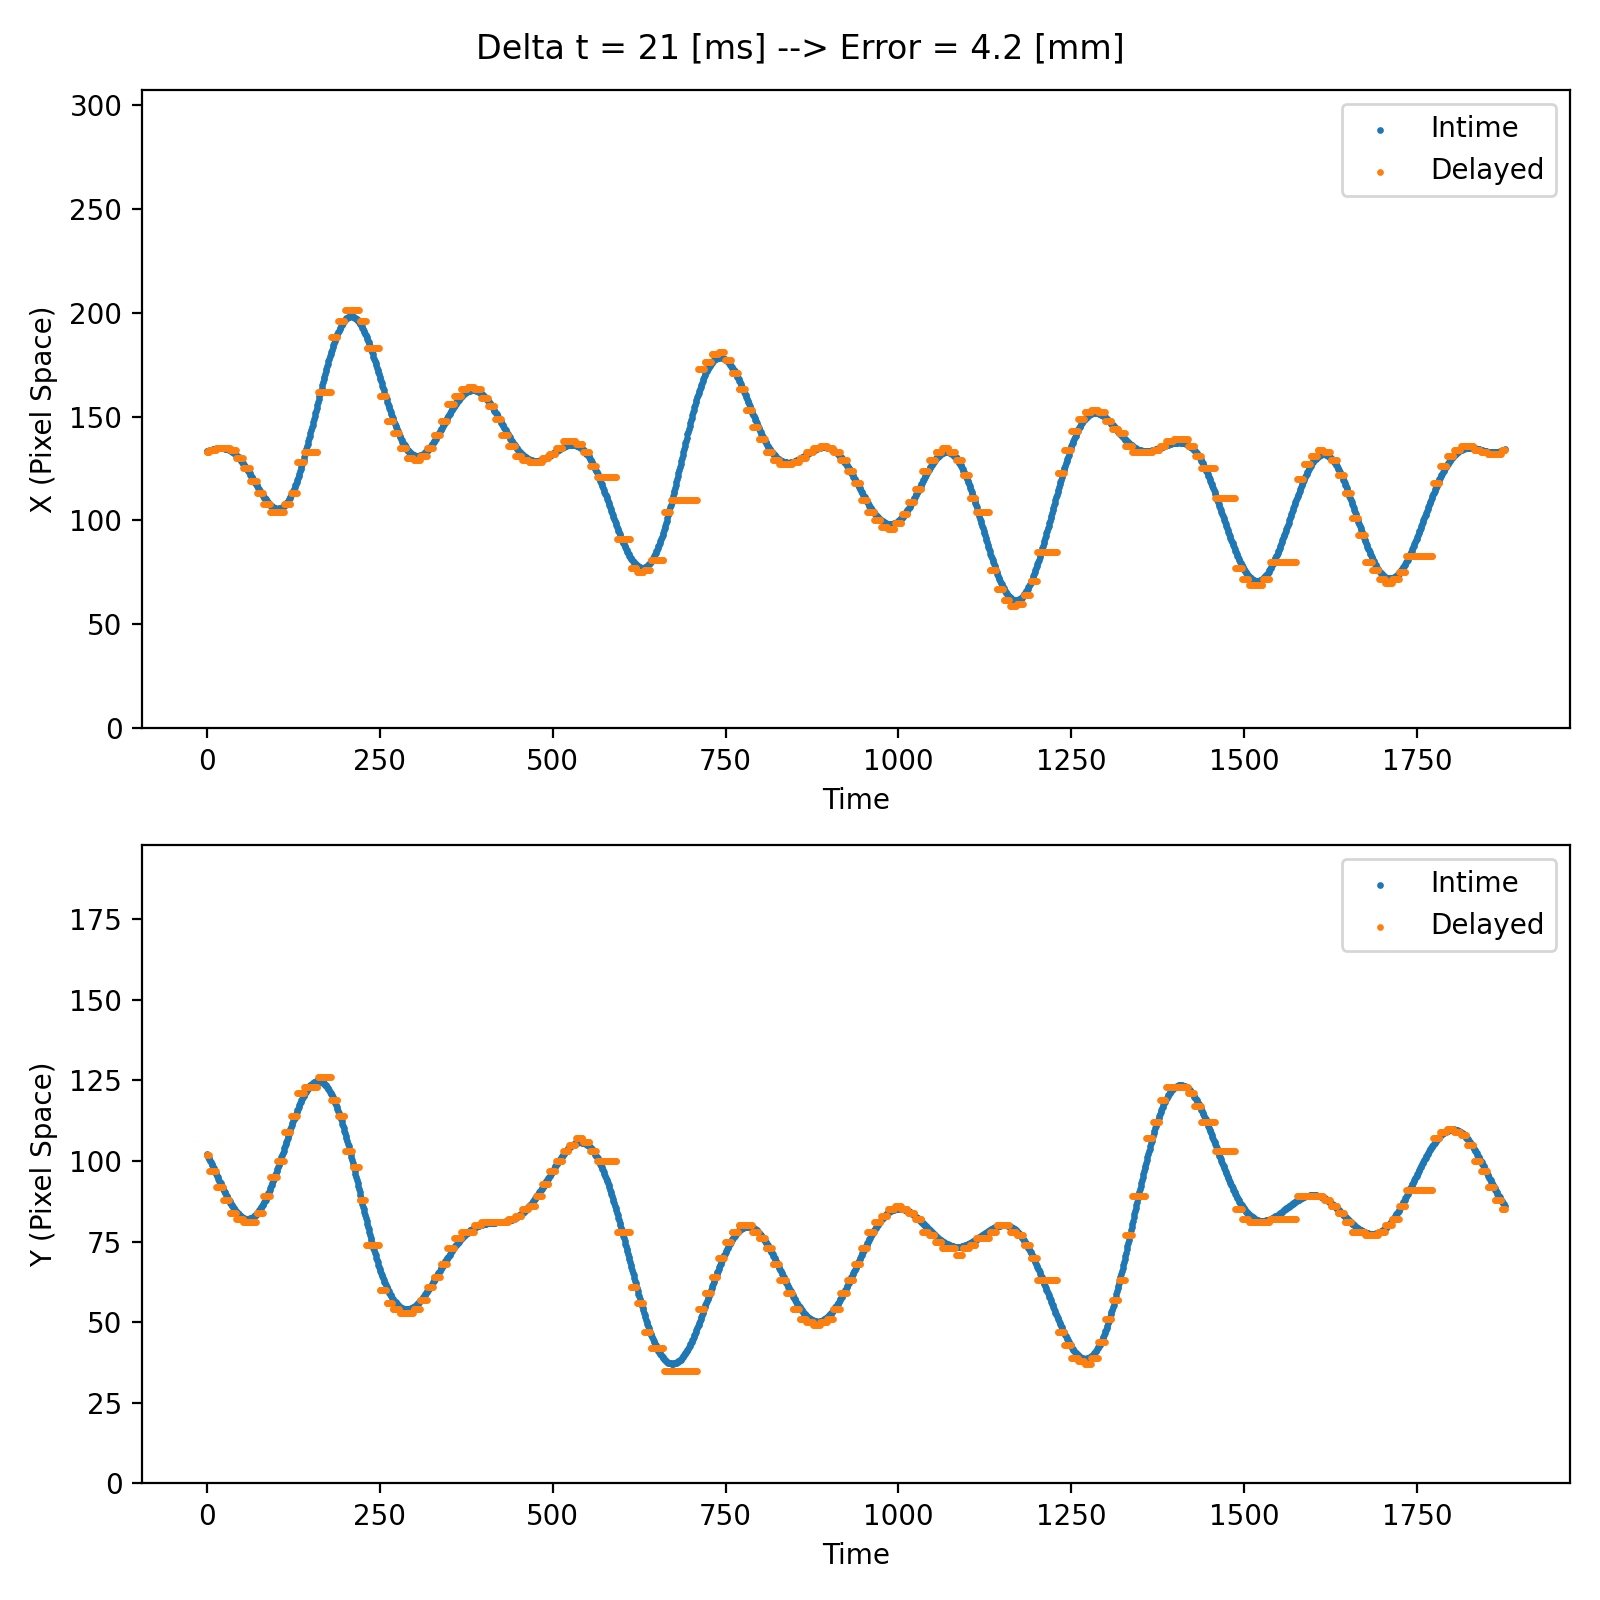 Delta t = 21 [ms] --> Error = 4.2 [mm]
300
250
200
150
100
50
0
X (Pixel Space)
Intime
Delayed
0 250 500 750 1000 1250 1500 1750
Time
175
150
125
100
75
50
25
0
Y (Pixel Space)
Intime
Delayed
0 250 500 750 1000 1250 1500 1750
Time